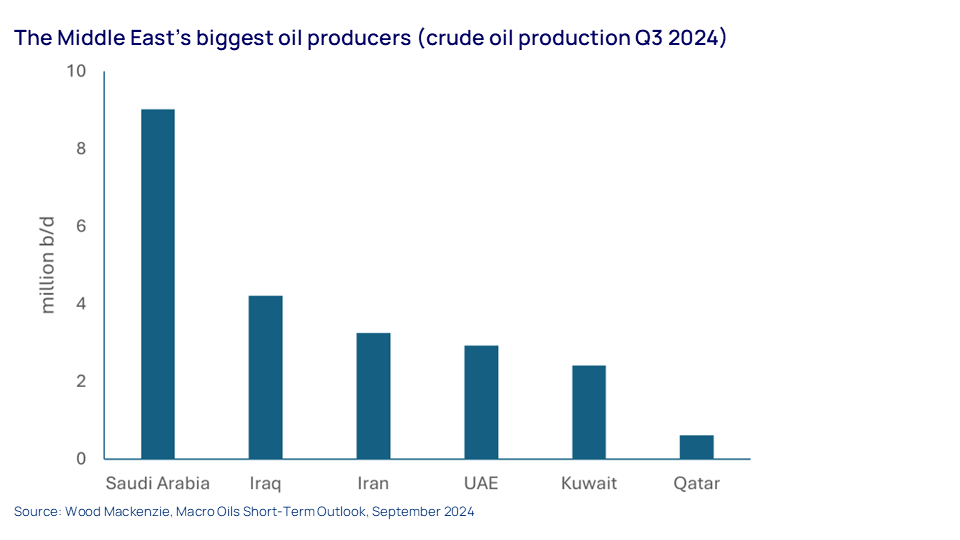 The Middle East's biggest oil producers (crude oil production Q3 2024)
10
8
6
4
2
0
million b/d
Saudi Arabia Iraq Iran UAE Kuwait Qatar
Source: Wood Mackenzie, Macro Oils Short-Term Outlook, September 2024